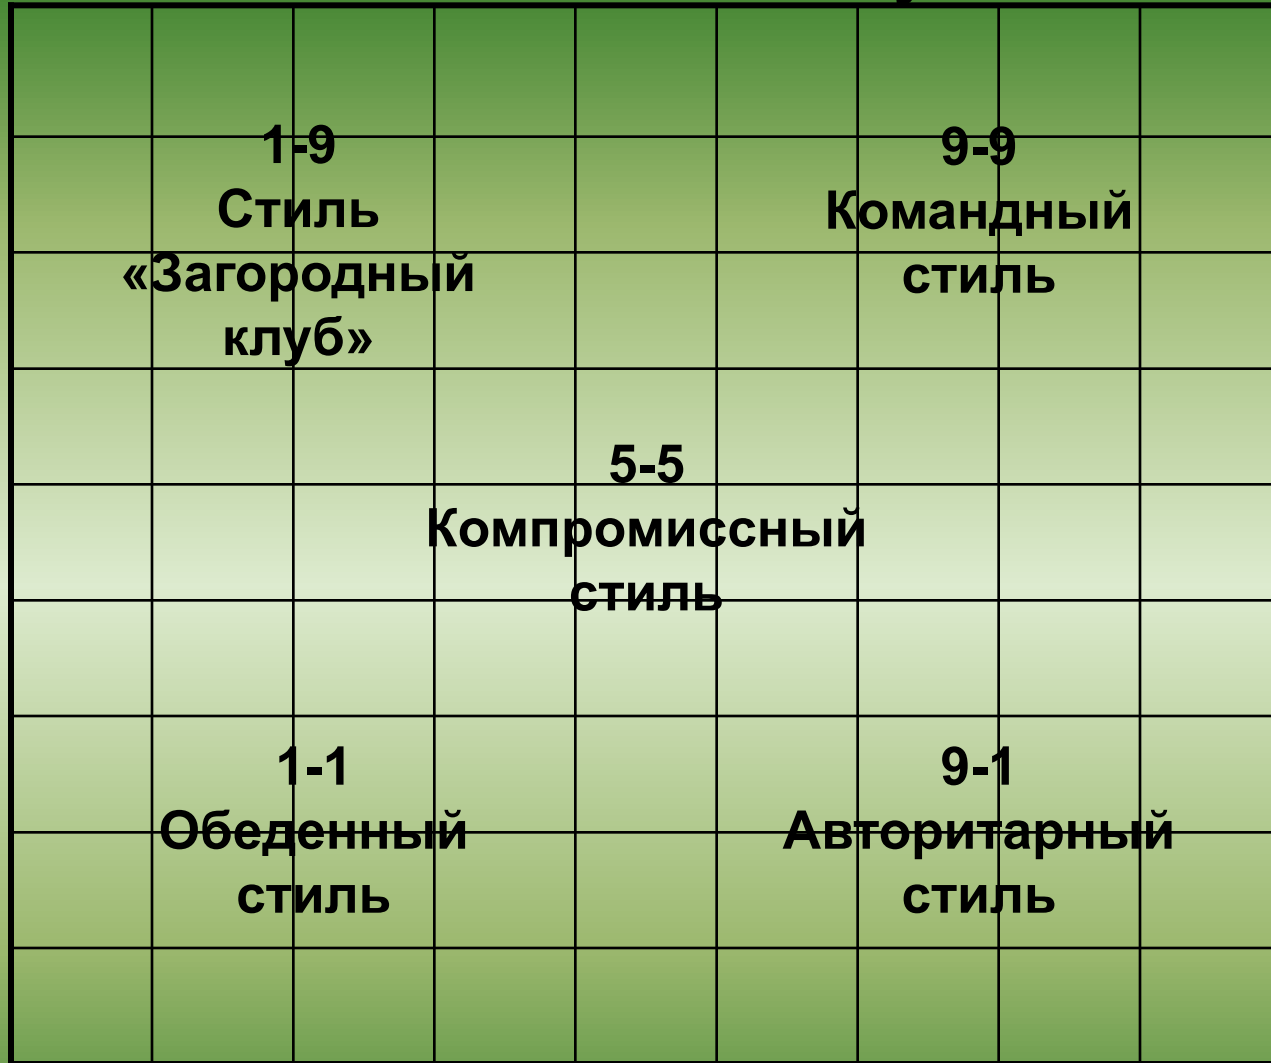 1-9
Стиль
«Загородный
клуб»
9-9
Командный
стиль
5-5
Компромиссный
стиль
1-1
Обеденный
стиль
9-1
Авторитарный
стиль